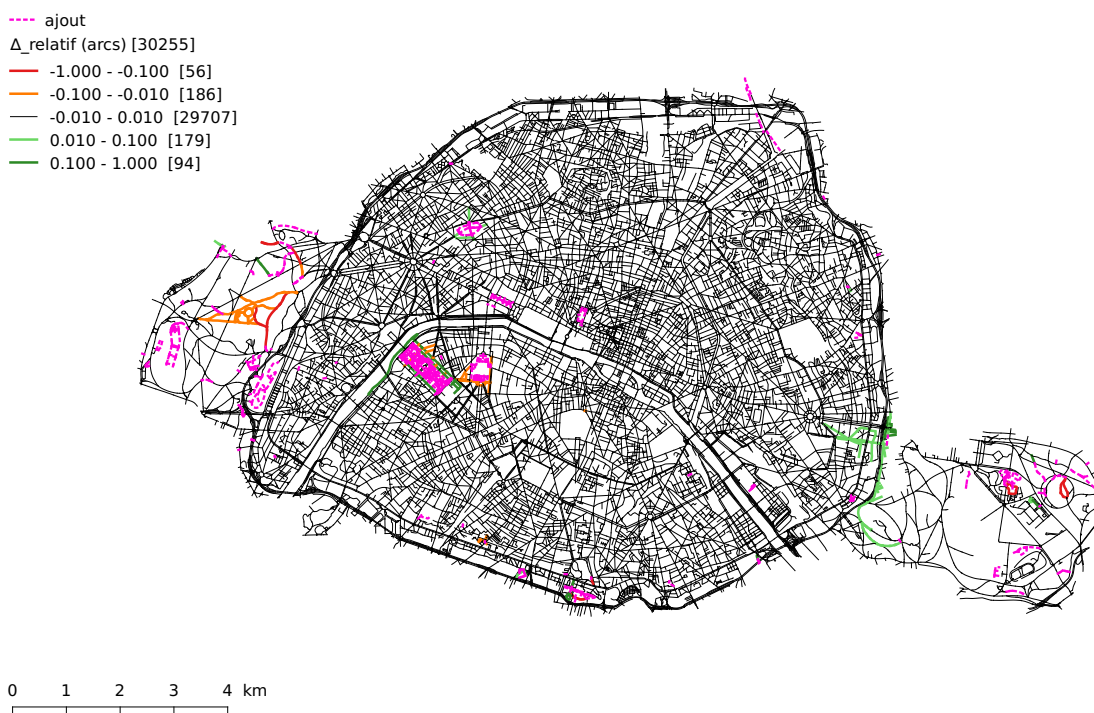 ajout
Δ_relatif (arcs) [30255]
-1.000 - -0.100 [56]
-0.100 - -0.010 [186]
-0.010 - 0.010 [29707]
0.010 - 0.100 [179]
0.100 - 1.000 [94]
0 1 2 3 4 km